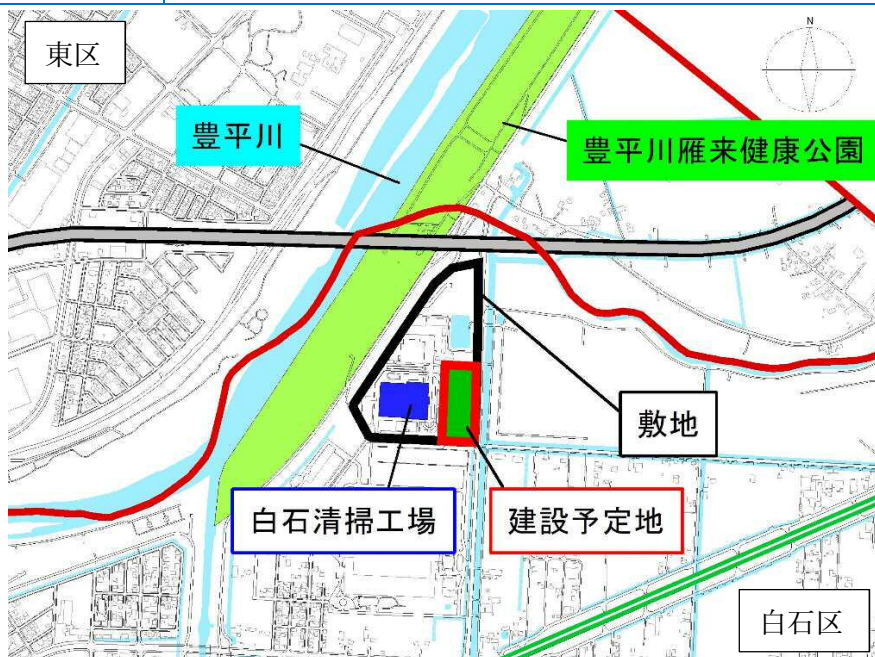 東区
N
豊平川
豊平川雁来健康公園
敷地
白石清掃工場
建設予定地
白石区